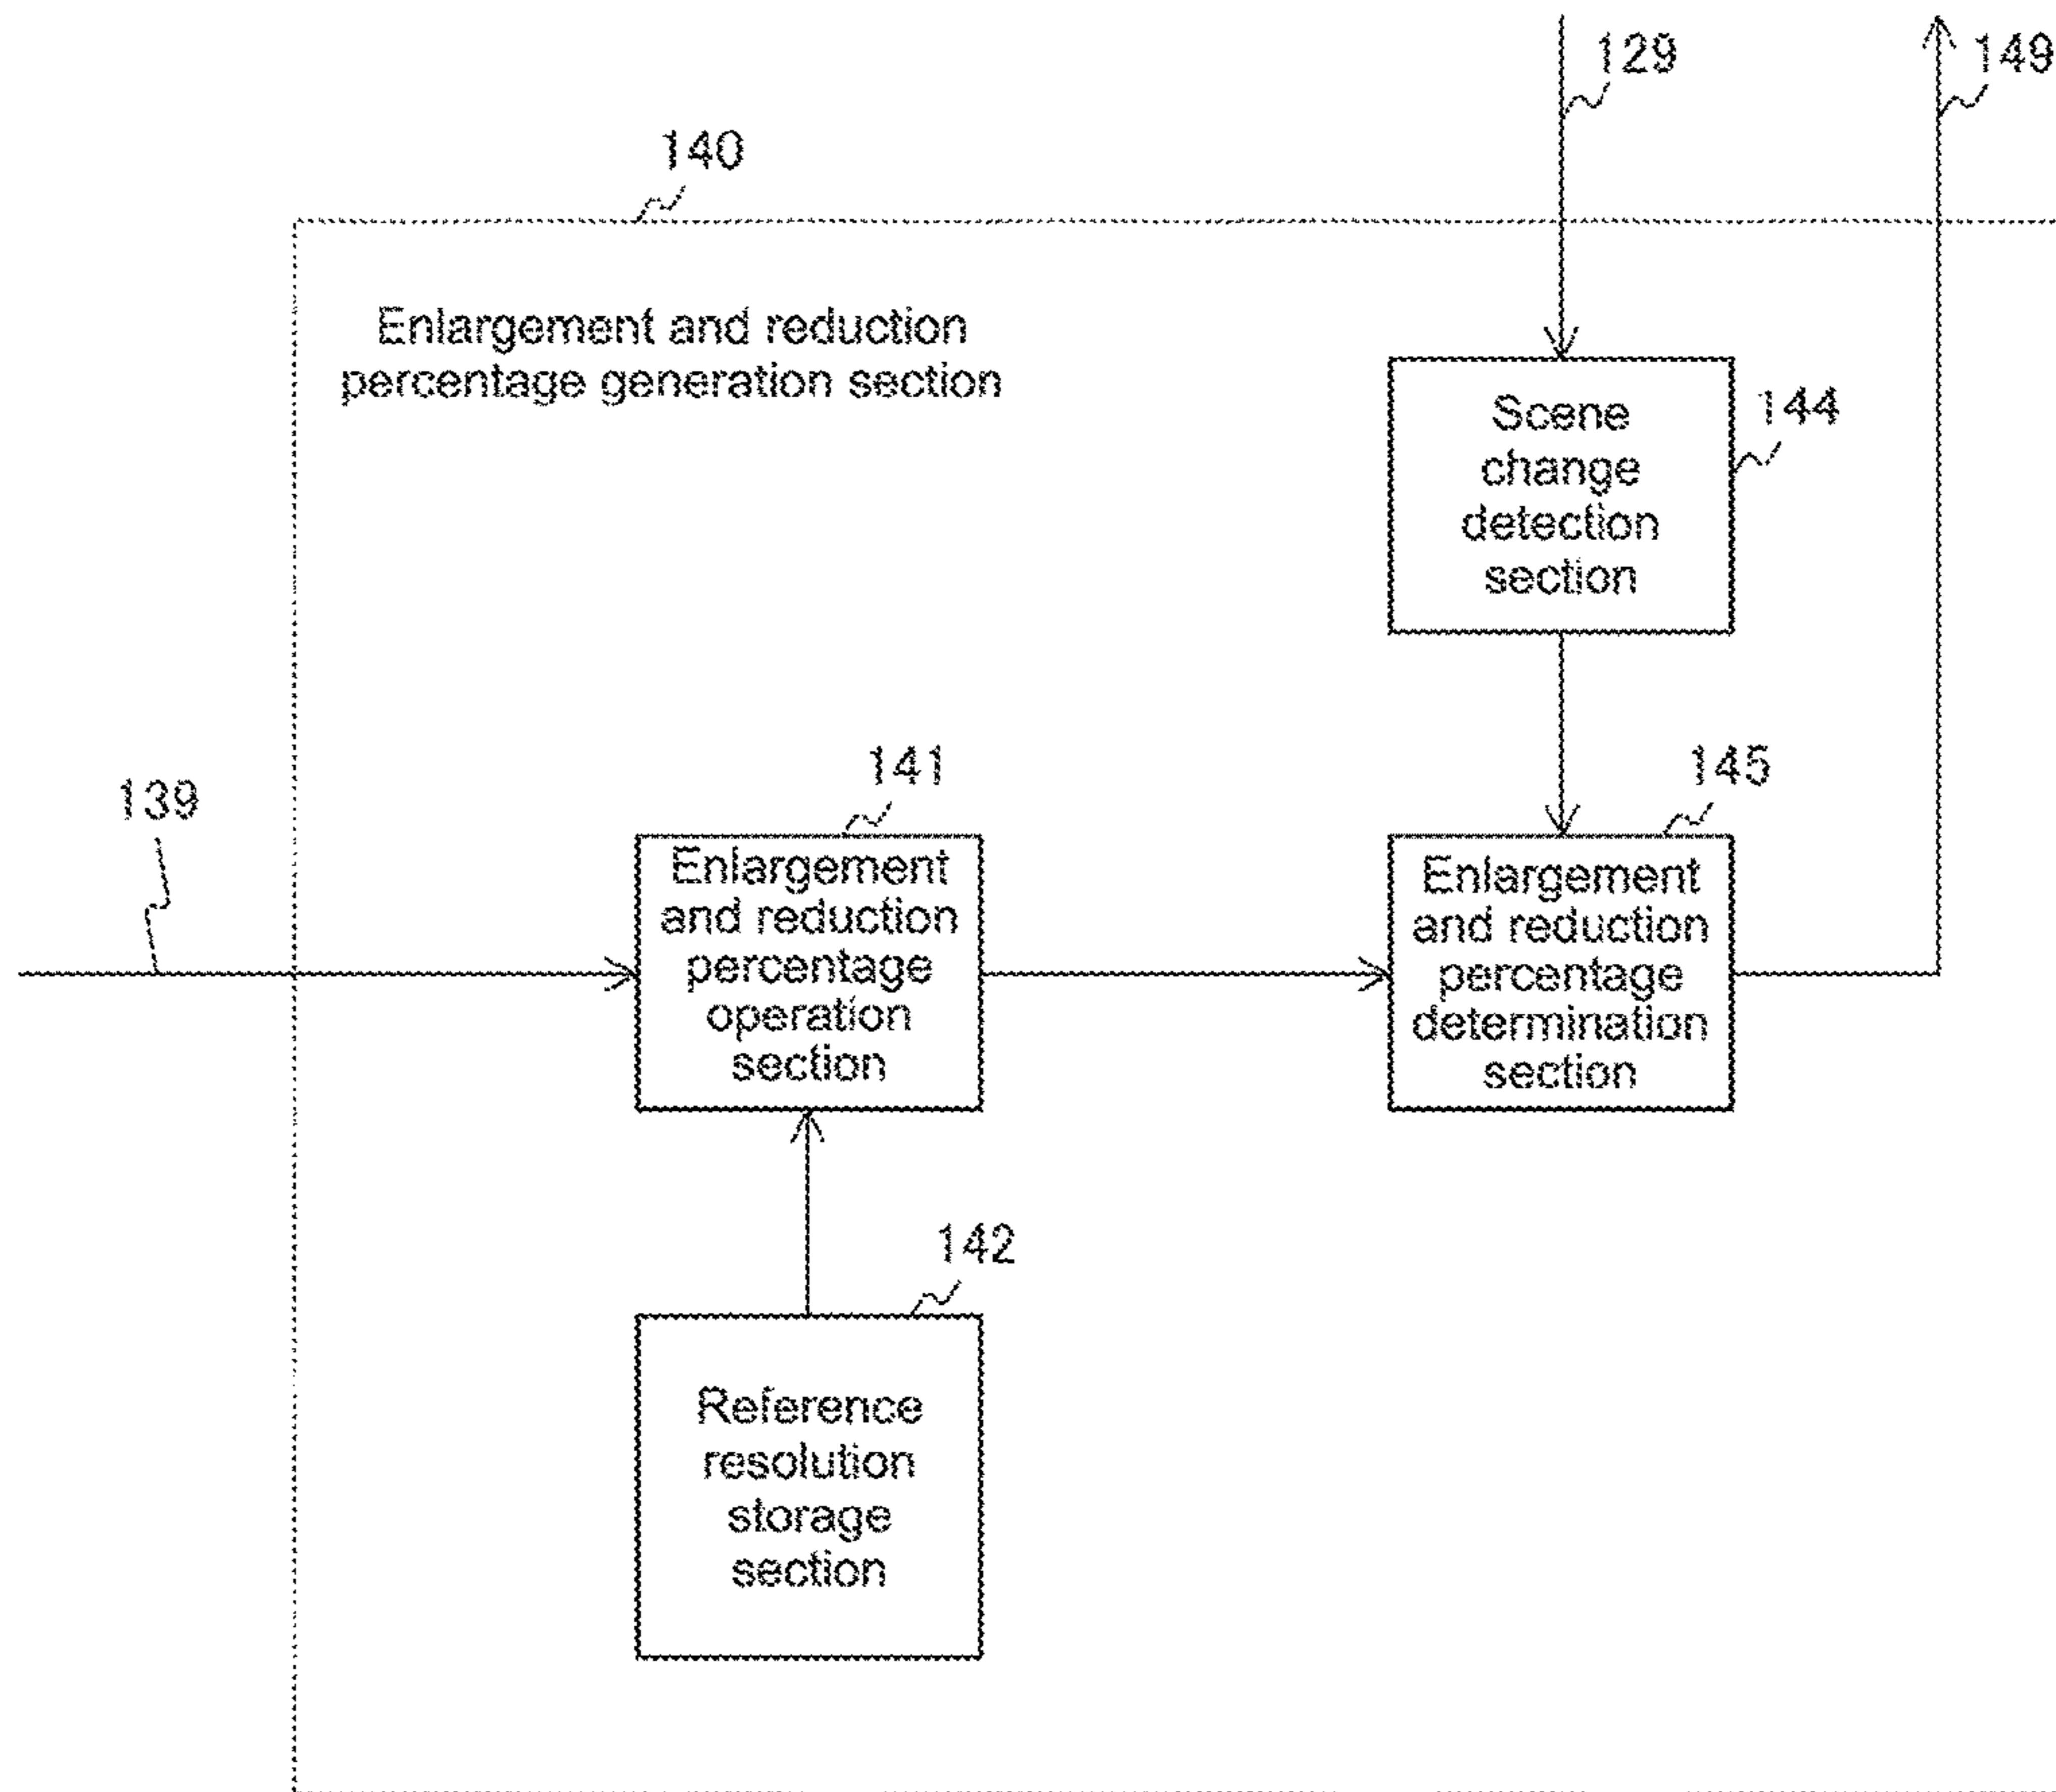 129
149
140
Enlargement and reduction
percentage generation section
Scene
change
detection
section
144
139
141
Enlargement
and reduction
percentage
operation
section
145
Enlargement
and reduction
percentage
determination
section
142
Reference
resolution
storage
section